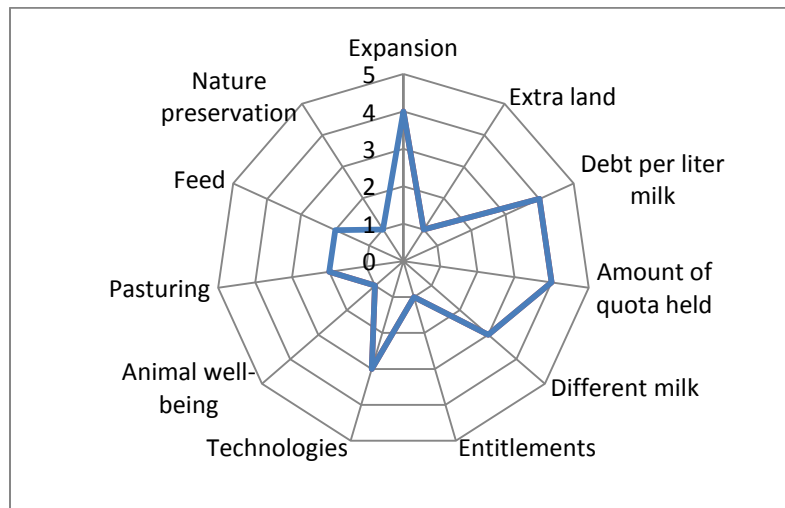 Expansion
Extra land
Debt per liter
milk
Amount of
quota held
Different milk
Entitlements
Technologies
Animal well-
being
Pasturing
Feed
Nature
preservation
5
4
3
2
1
0